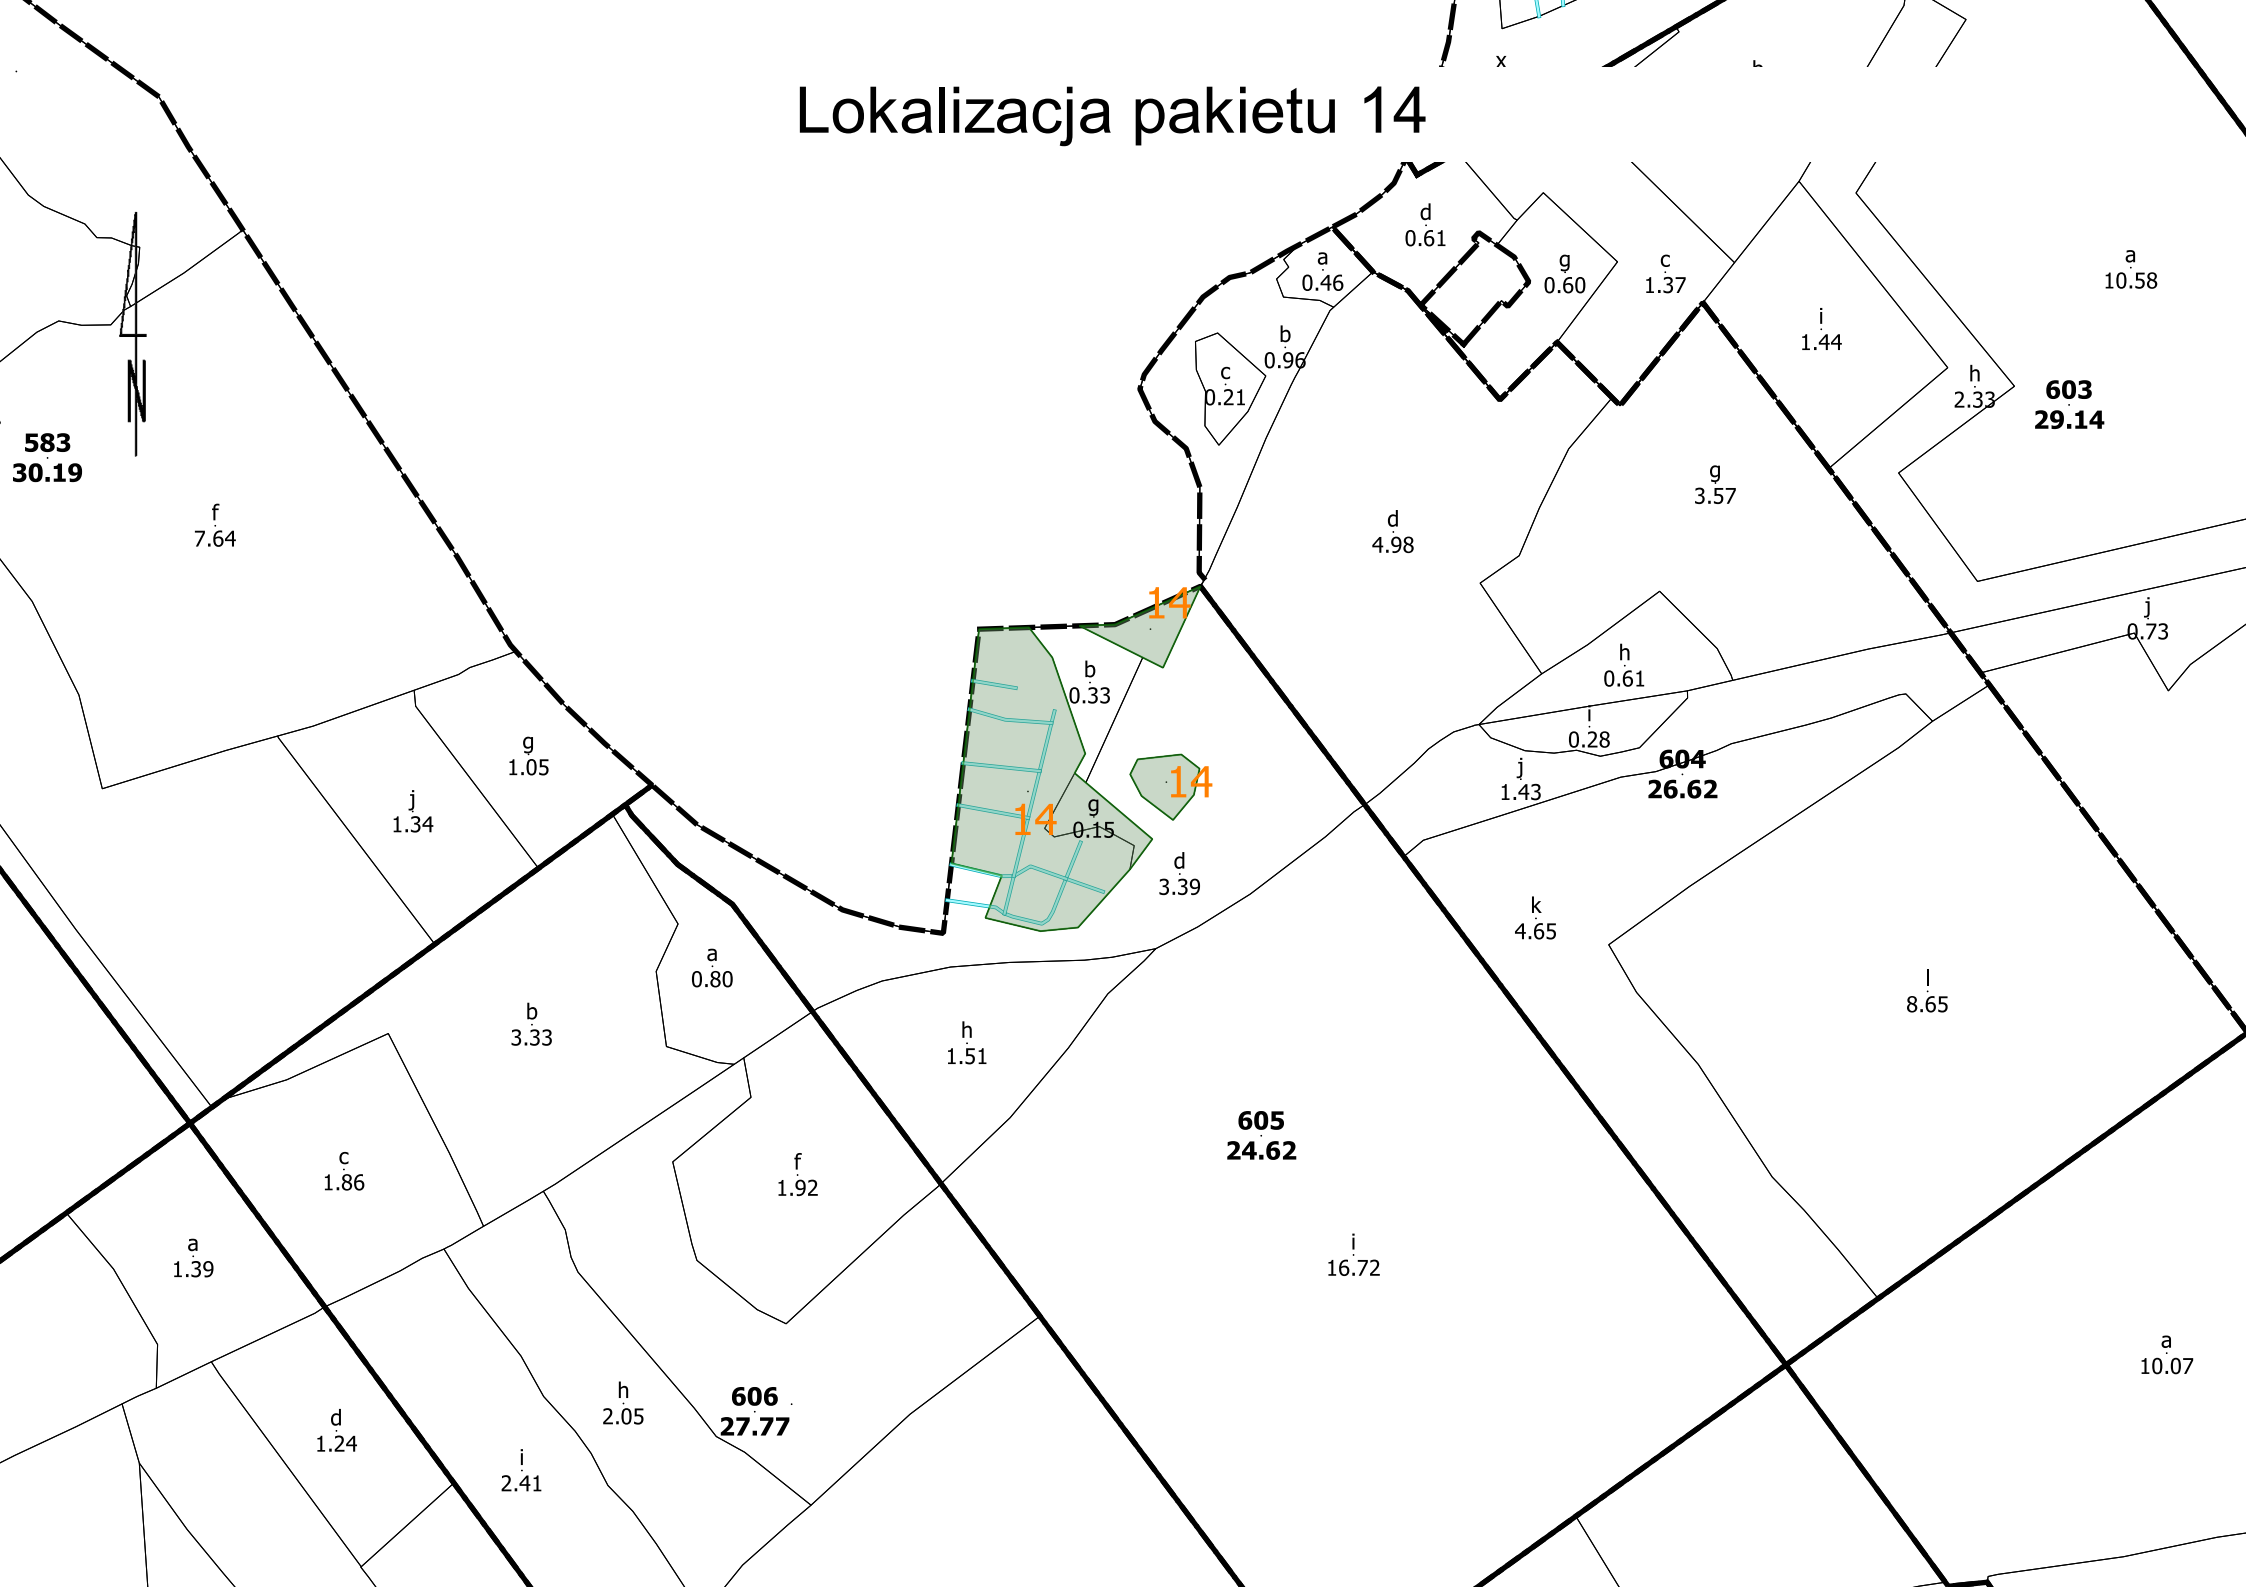 x
Lokalizacja pakietu 14
d
0.61
a
0.46
g
0.60
c
1.37
a
10.58
i
1.44
b
0.96
c
0.21
h
2.33
603
29.14
N
583
30.19
f
7.64
g
3.57
d
4.98
14
j
0.73
h
0.61
b
0.33
i
0.28
g
1.05
j
1.34
14
14
g
0.15
604
26.62
j
1.43
d
3.39
k
4.65
a
0.80
l
8.65
b
3.33
h
1.51
605
24.62
c
1.86
f
1.92
a
1.39
i
16.72
a
10.07
h
2.05
606
27.77
d
1.24
i
2.41